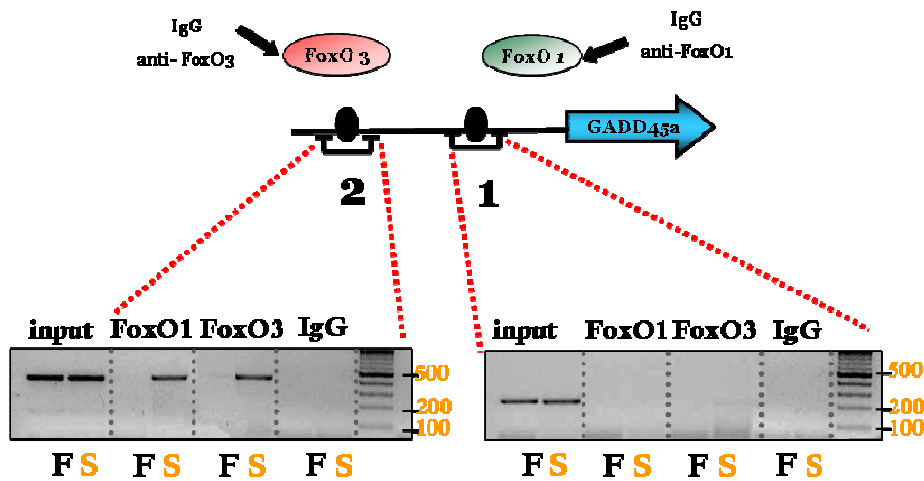 IgG
anti- FoxO3
FoxO 3
FoxO 1
IgG
anti-FoxO1
GADD45a
2
1
input FoxO1 FoxO3 IgG
500
200
100
F S F S F S F S
input FoxO1 FoxO3 IgG
500
200
100
F S F S F S F S